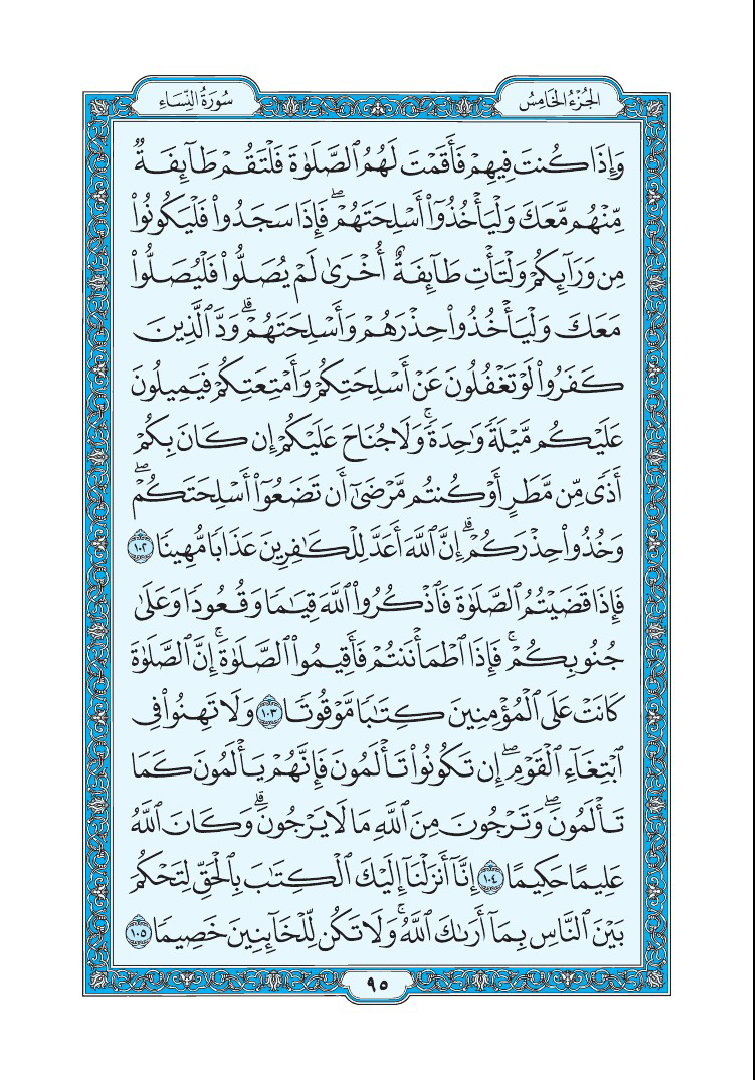 الجُزْءُ الخَامِسُ
سُورَةُ النِّسَاءِ
وَإِذَا كُنتَ فِيهِمْ فَأَقَمْتَ لَهُمُ ٱلصَّلَوٰةَ فَلْتَقُمْ طَآئِفَةٌ
مِّنْهُم مَّعَكَ وَلْيَأْخُذُوٓا۟ أَسْلِحَتَهُمْ ۖ فَإِذَا سَجَدُوا۟ فَلْيَكُونُوا۟
مِن وَرَآئِكُمْ وَلْتَأْتِ طَآئِفَةٌ أُخْرَىٰ لَمْ يُصَلُّوا۟ فَلْيُصَلُّوا۟
مَعَكَ وَلْيَأْخُذُوا۟ حِذْرَهُمْ وَأَسْلِحَتَهُمْ ۗ وَدَّ ٱلَّذِينَ
كَفَرُوا۟ لَوْ تَغْفُلُونَ عَنْ أَسْلِحَتِكُمْ وَأَمْتِعَتِكُمْ فَيَمِيلُونَ
عَلَيْكُم مَّيْلَةً وَٰحِدَةً ۚ وَلَا جُنَاحَ عَلَيْكُمْ إِن كَانَ بِكُمْ
أَذًى مِّن مَّطَرٍ أَوْ كُنتُم مَّرْضَىٰٓ أَن تَضَعُوٓا۟ أَسْلِحَتَكُمْ ۖ
وَخُذُوا۟ حِذْرَكُمْ ۗ إِنَّ ٱللَّهَ أَعَدَّ لِلْكَٰفِرِينَ عَذَابًا مُّهِينًا ١٠٢
فَإِذَا قَضَيْتُمُ ٱلصَّلَوٰةَ فَٱذْكُرُوا۟ ٱللَّهَ قِيَٰمًا وَقُعُودًا وَعَلَىٰ
جُنُوبِكُمْ ۚ فَإِذَا ٱطْمَأْنَنتُمْ فَأَقِيمُوا۟ ٱلصَّلَوٰةَ ۚ إِنَّ ٱلصَّلَوٰةَ
كَانَتْ عَلَى ٱلْمُؤْمِنِينَ كِتَٰبًا مَّوْقُوتًا ١٠٣ وَلَا تَهِنُوا۟ فِى
ٱبْتِغَآءِ ٱلْقَوْمِ ۖ إِن تَكُونُوا۟ تَأْلَمُونَ فَإِنَّهُمْ يَأْلَمُونَ كَمَا
تَأْلَمُونَ ۖ وَتَرْجُونَ مِنَ ٱللَّهِ مَا لَا يَرْجُونَ ۗ وَكَانَ ٱللَّهُ
عَلِيمًا حَكِيمًا ١٠٤ إِنَّآ أَنزَلْنَآ إِلَيْكَ ٱلْكِتَٰبَ بِٱلْحَقِّ لِتَحْكُمَ
بَيْنَ ٱلنَّاسِ بِمَآ أَرَىٰكَ ٱللَّهُ ۚ وَلَا تَكُن لِّلْخَآئِنِينَ خَصِيمًا ١٠٥
٩٥